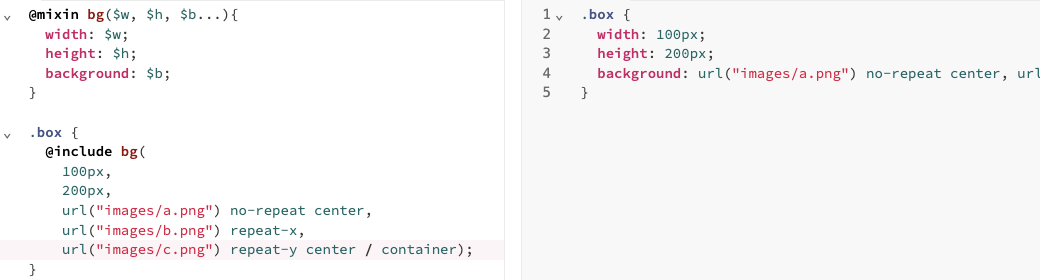 @mixin bg($w, $h, $b...){
width: $w;
height: $h;
background: $b;
}
.box {
@include bg(
100px,
200px,
url("images/a.png") no-repeat center,
url("images/b.png") repeat-x,
url("images/c.png") repeat-y center / container);
}
1 .box {
2 width: 100px;
3 height: 200px;
4 background: url("images/a.png") no-repeat center, url
5 }